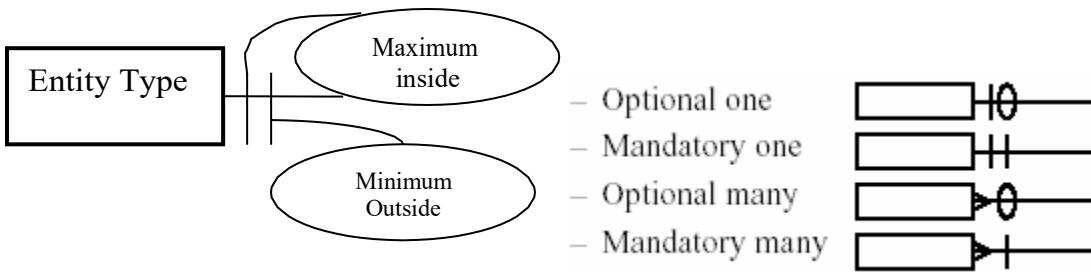 Entity Type
Maximum
inside
Minimum
Outside
– Optional one
– Mandatory one
– Optional many
– Mandatory many